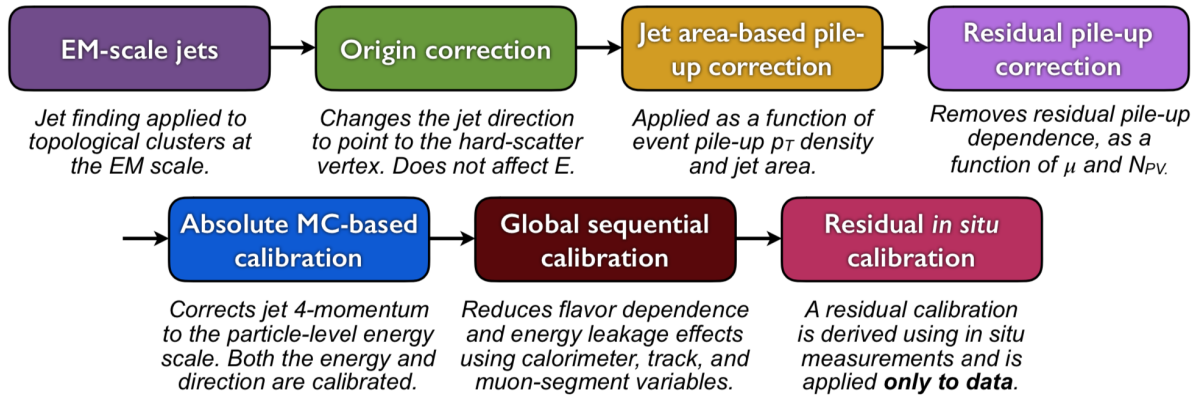 EM-scale jets
Jet finding applied to
topological clusters at
the EM scale.
Origin correction
Changes the jet direction
to point to the hard-scatter
vertex. Does not affect E.
Jet area-based pile-
up correction
Applied as a function of
event pile-up pT density
and jet area.
Residual pile-up
correction
Removes residual pile-up
dependence, as a
function of μ and NPV.
Absolute MC-based
calibration
Corrects jet 4-momentum
to the particle-level energy
scale. Both the energy and
direction are calibrated.
Global sequential
calibration
Reduces flavor dependence
and energy leakage effects
using calorimeter, track, and
muon-segment variables.
Residual in situ
calibration
A residual calibration
is derived using in situ
measurements and is
applied only to data.